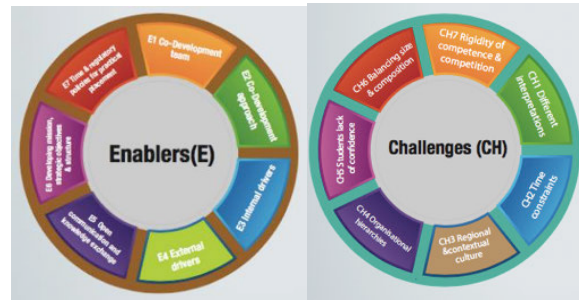 Enablers(E)
E1 Co-Development
team
E2 Co-Development
approach
E3 Internal drivers
E4 External
drivers
E5 Open
communication and
knowledge exchange
E6 Developing mission,
strategic objectives
& structure
E7 Time & regulatory
policies for practical
placement
Challenges (CH)
CH1 Different
interpretations
CH2 Time
constraints
CH3 Regional
&contextual
culture
CH4 Organisational
hierarchies
CH5 Students lack
of confidence
CH6 Balancing size
& composition
CH7 Rigidity of
competence &
competition